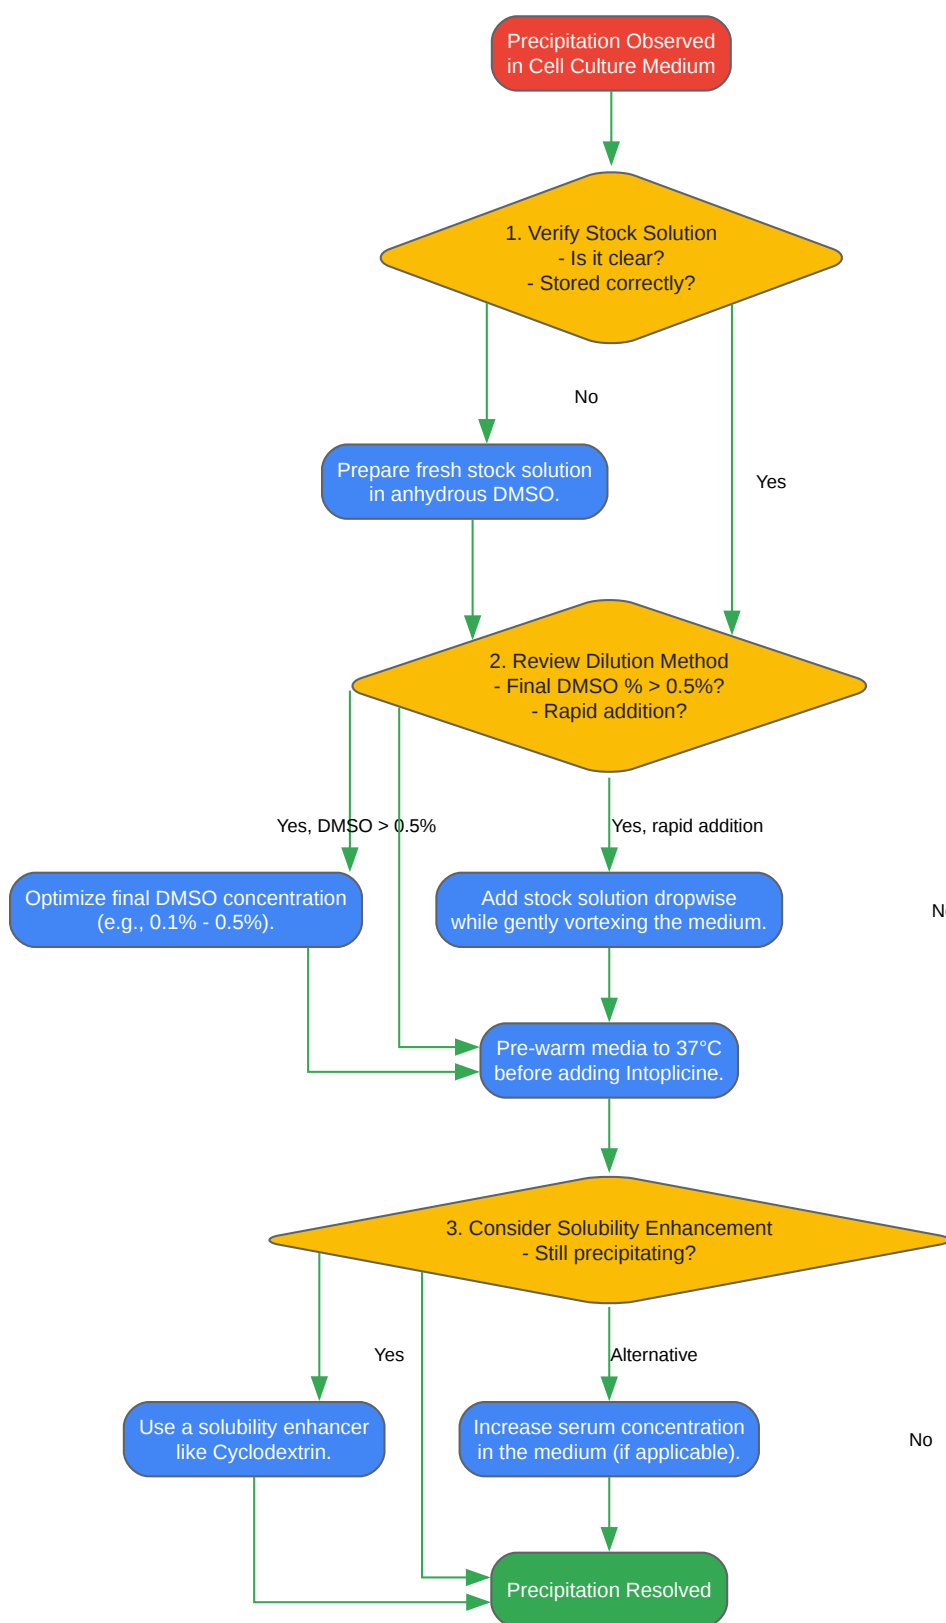 Precipitation Observed
in Cell Culture Medium
1. Verify Stock Solution
- Is it clear?
- Stored correctly?
No
Prepare fresh stock solution
in anhydrous DMSO.
Yes
2. Review Dilution Method
- Final DMSO % > 0.5%?
- Rapid addition?
Yes, DMSO > 0.5%
Yes, rapid addition
Optimize final DMSO concentration
(e.g., 0.1% - 0.5%).
Add stock solution dropwise
while gently vortexing the medium.
Pre-warm media to 37°C
before adding Intoplicine.
3. Consider Solubility Enhancement
- Still precipitating?
Yes
Alternative
Use a solubility enhancer
like Cyclodextrin.
Increase serum concentration
in the medium (if applicable).
No
Precipitation Resolved